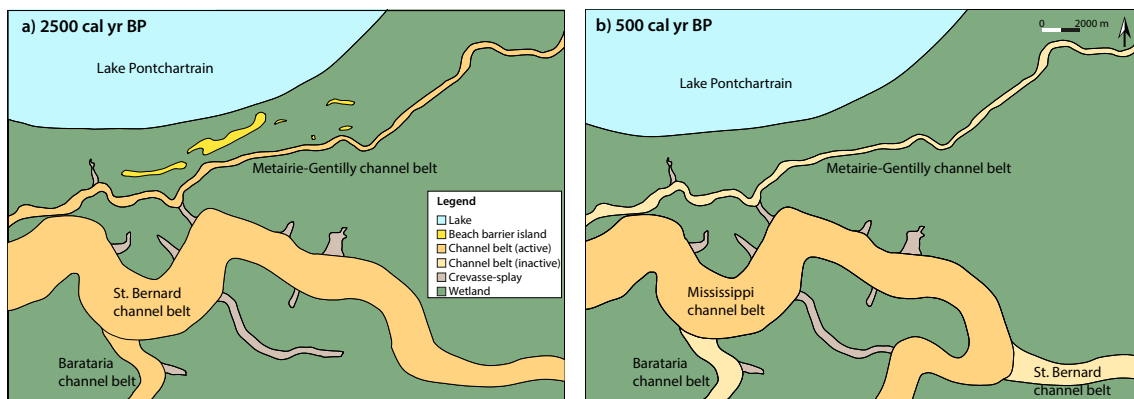 a) 2500 cal yr BP
Lake Pontchartrain
Metairie-Gentilly channel belt
St. Bernard
channel belt
Barataria
channel belt
Legend
Lake
Beach barrier island
Channel belt (active)
Channel belt (inactive)
Crevasse-splay
Wetland
b) 500 cal yr BP
0 2000 m
Lake Pontchartrain
Metairie-Gentilly channel belt
Mississippi
channel belt
Barataria
channel belt
St. Bernard
channel belt